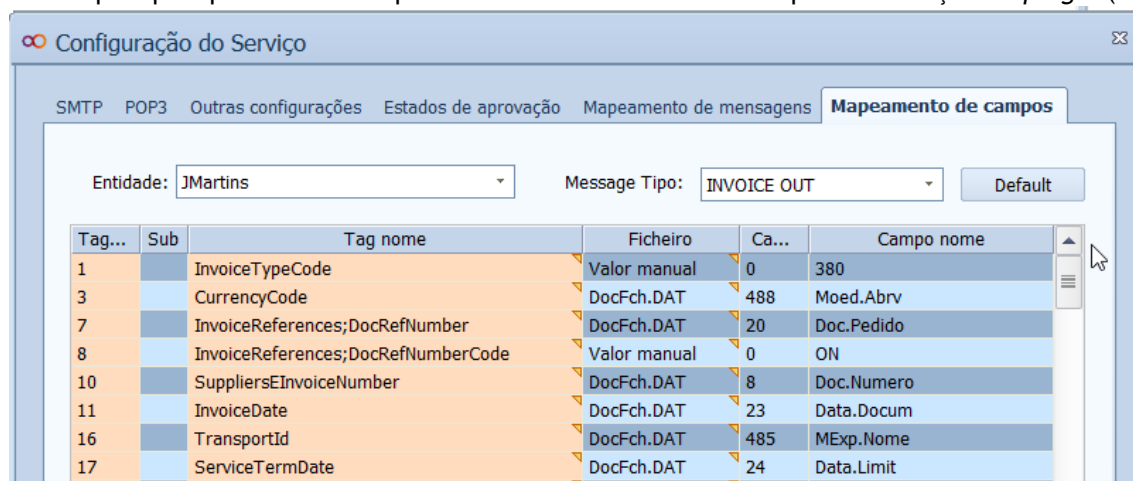 Configuração do Serviço
SMTP POP3 Outras configurações Estados de aprovação Mapeamento de mensagens Mapeamento de campos
Entidade: JMartins Message Tipo: INVOICE OUT Default
Tag... Sub Tag nome Ficheiro Ca... Campo nome
1 InvoiceTypeCode Valor manual 0 380
3 CurrencyCode DocFch.DAT 488 Moed.Abrv
7 InvoiceReferences;DocRefNumber DocFch.DAT 20 Doc.Pedido
8 InvoiceReferences;DocRefNumberCode Valor manual 0 ON
10 SuppliersEInvoiceNumber DocFch.DAT 8 Doc.Numero
11 InvoiceDate DocFch.DAT 23 Data.Docum
16 TransportId DocFch.DAT 485 MExp.Nome
17 ServiceTermDate DocFch.DAT 24 Data.Limit